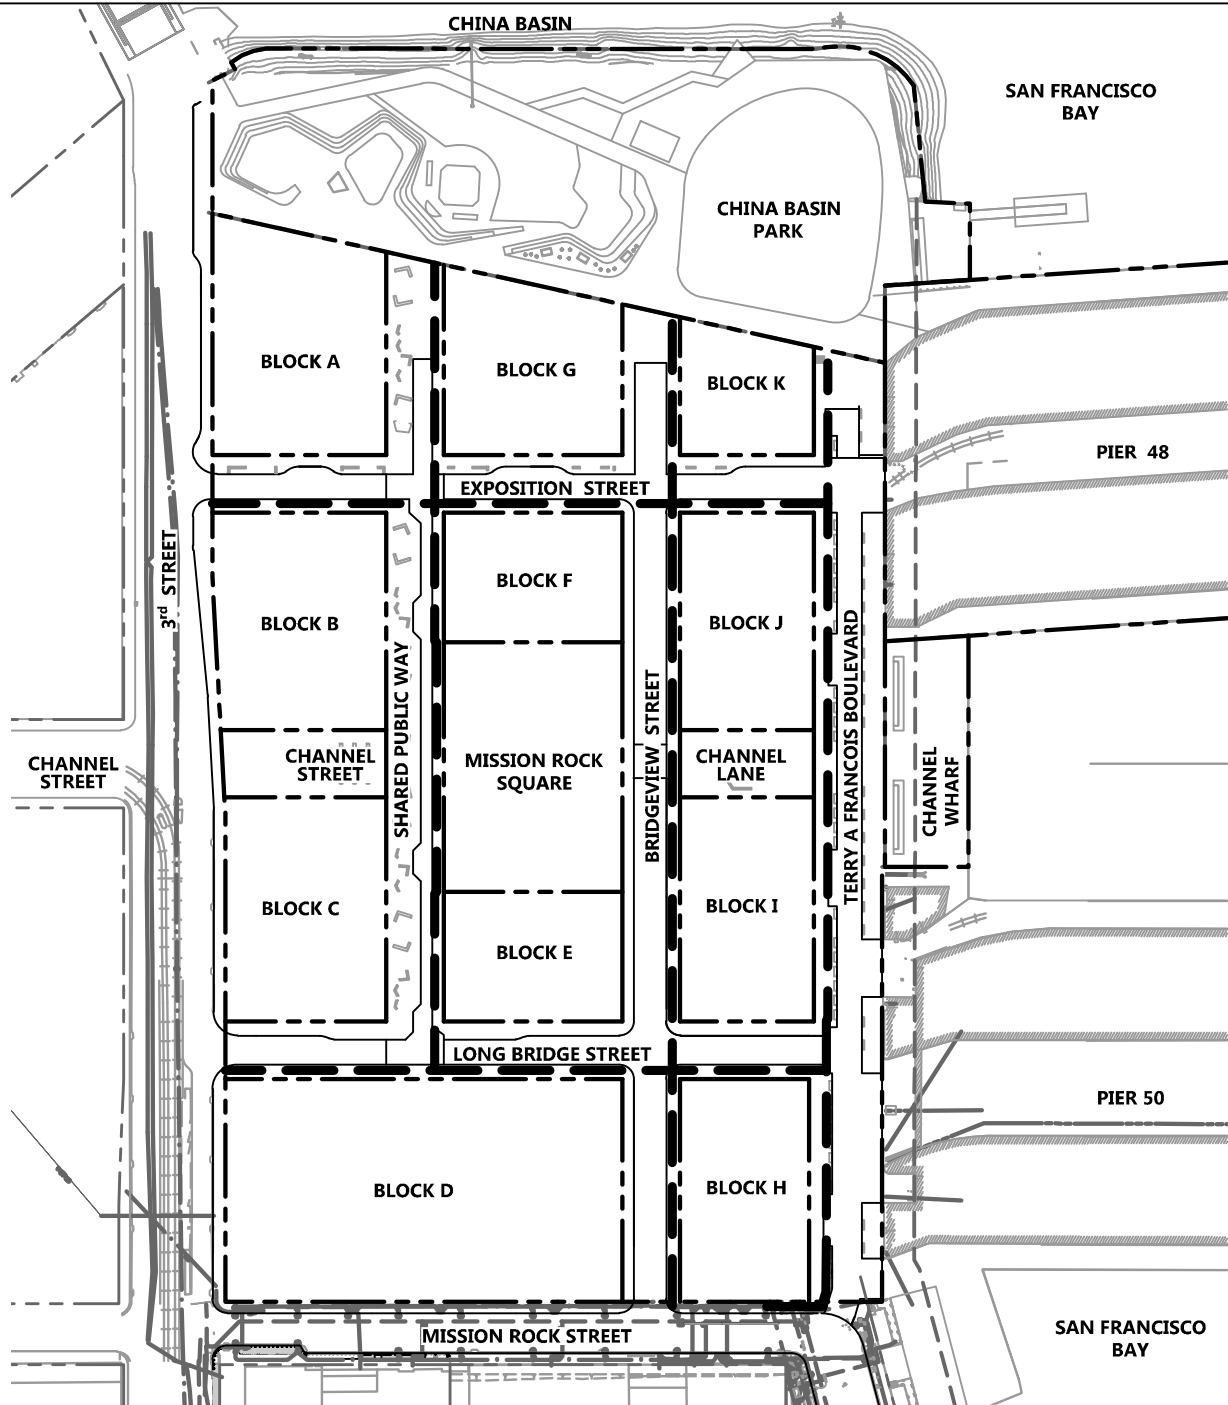 CHINA BASIN
SAN FRANCISCO
BAY
CHINA BASIN
PARK
BLOCK A
BLOCK G
BLOCK K
PIER 48
EXPOSITION STREET
3rd STREET
BLOCK F
BLOCK B
BLOCK J
SHARED PUBLIC WAY
BRIDGEVIEW STREET
TERRY A FRANCOIS BOULEVARD
CHANNEL
STREET
CHANNEL
STREET
MISSION ROCK
SQUARE
CHANNEL
LANE
CHANNEL
WHARF
BLOCK C
BLOCK I
BLOCK E
LONG BRIDGE STREET
PIER 50
BLOCK D
BLOCK H
MISSION ROCK STREET
SAN FRANCISCO
BAY